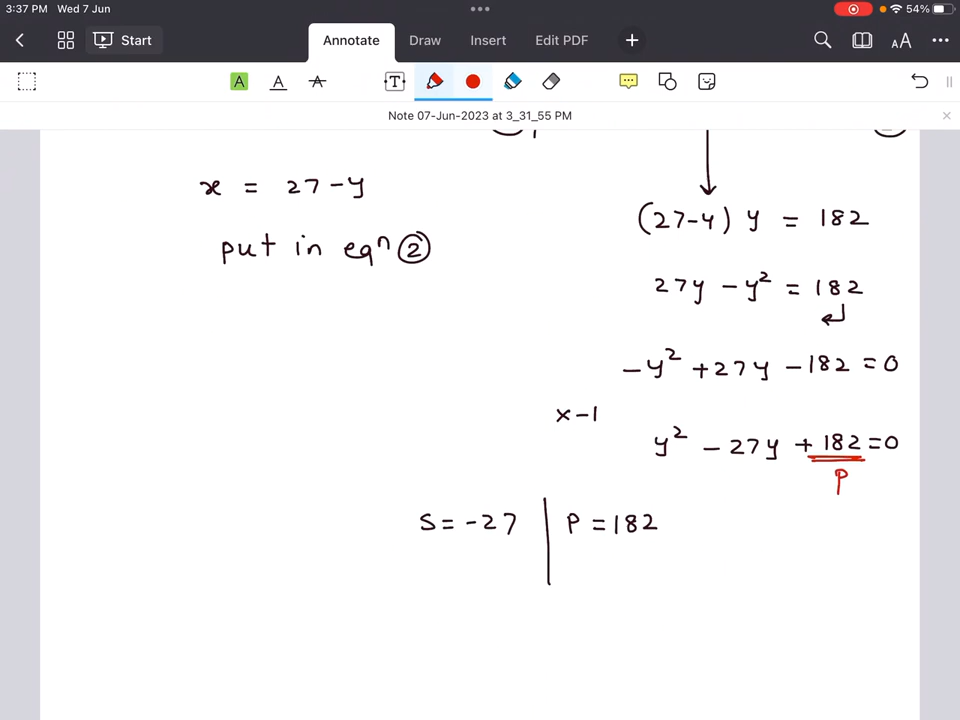 3:37 PM Wed 7 Jun 54%
Start Annotate Draw Insert Edit PDF AA
A A A T
Note 07-Jun-2023 at 3_31_55 PM
x = 27 - y
(27-y) y = 182
put in eqⁿ ②
27y - y² = 182
- y² + 27y - 182 = 0
x - 1
y² - 27y + 182 = 0
P
S = -27 P = 182